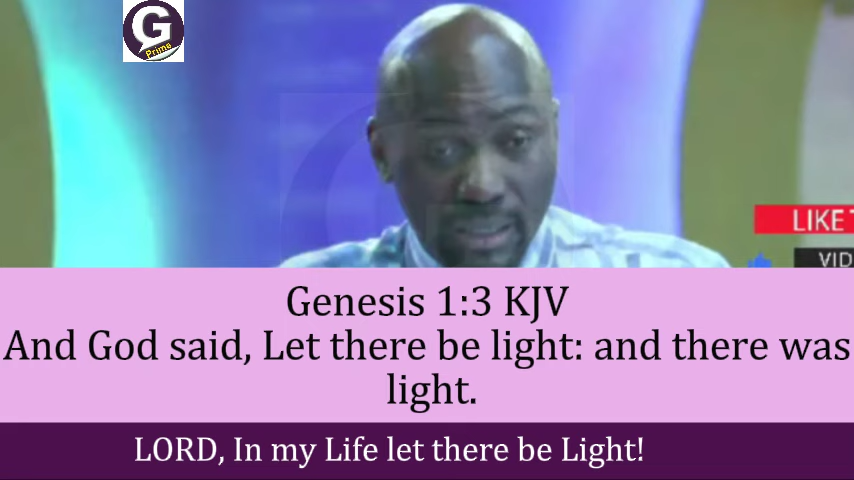 G
Prime
LIKE T
VID
Genesis 1:3 KJV
And God said, Let there be light: and there was
light.
LORD, In my Life let there be Light!